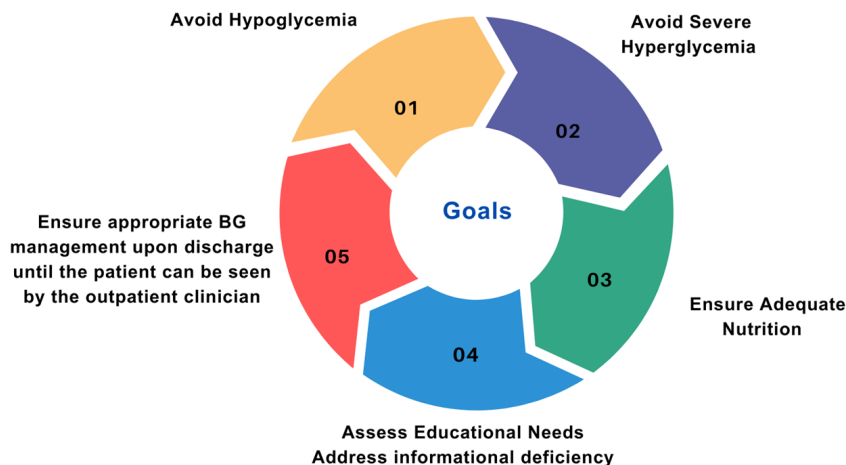 Avoid Hypoglycemia
01
Avoid Severe
Hyperglycemia
02
Ensure Adequate
Nutrition
03
Assess Educational Needs
Address informational deficiency
04
Ensure appropriate BG
management upon discharge
until the patient can be seen
by the outpatient clinician
05
Goals